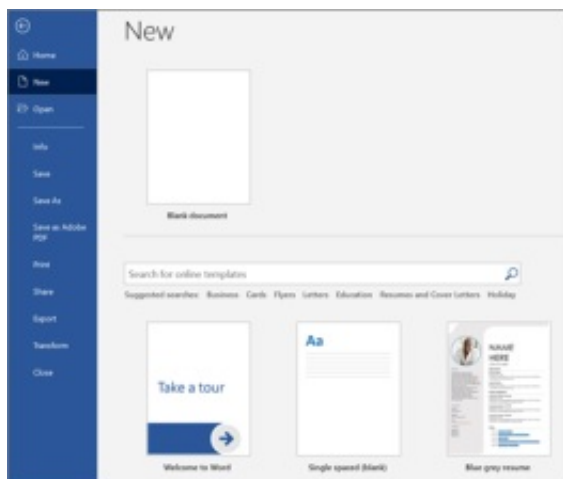 New
Home
New
Open
Info
Save
Save As
Save as Adobe
PDF
Print
Share
Export
Transform
Close
Blank document
Search for online templates
Suggested searches: Business Cards Flyers Letters Education Resumes and Cover Letters Holiday
Take a tour
Welcome to Word
Aa
Single spaced (blank)
NAME
HERE
Blue grey resume